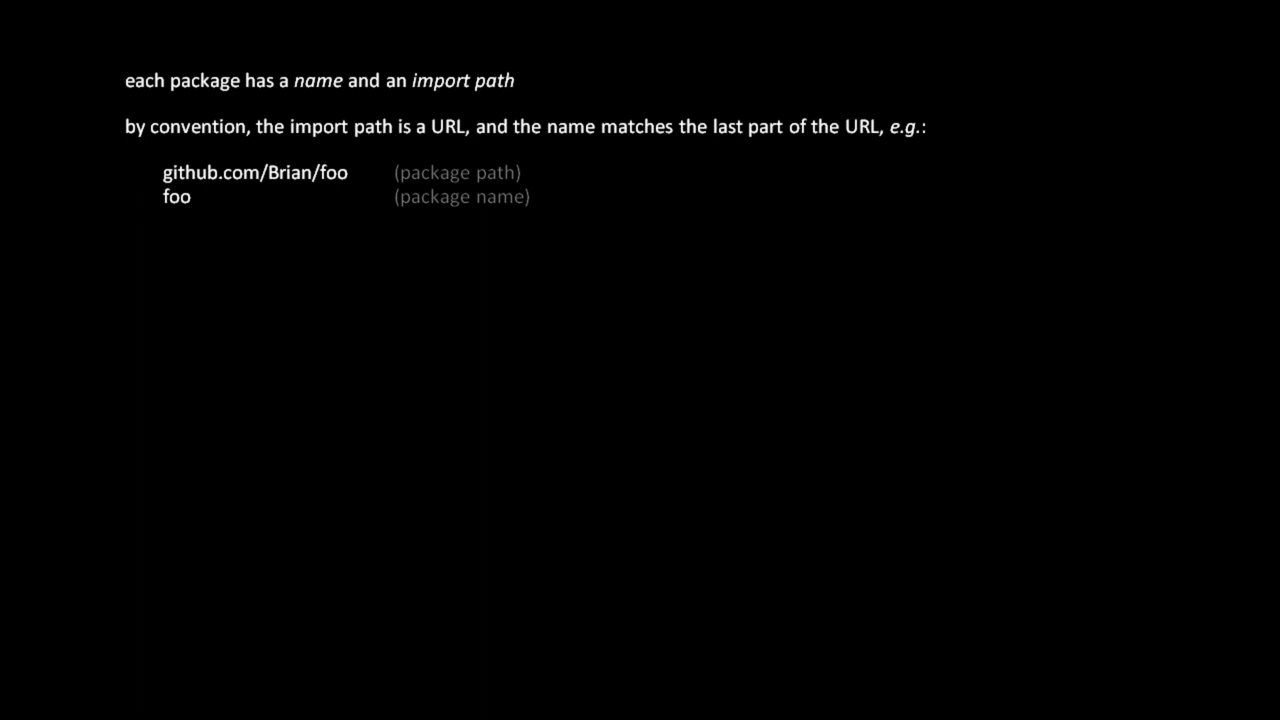 each package has a name and an import path
by convention, the import path is a URL, and the name matches the last part of the URL, e.g.:
github.com/Brian/foo (package path)
foo (package name)